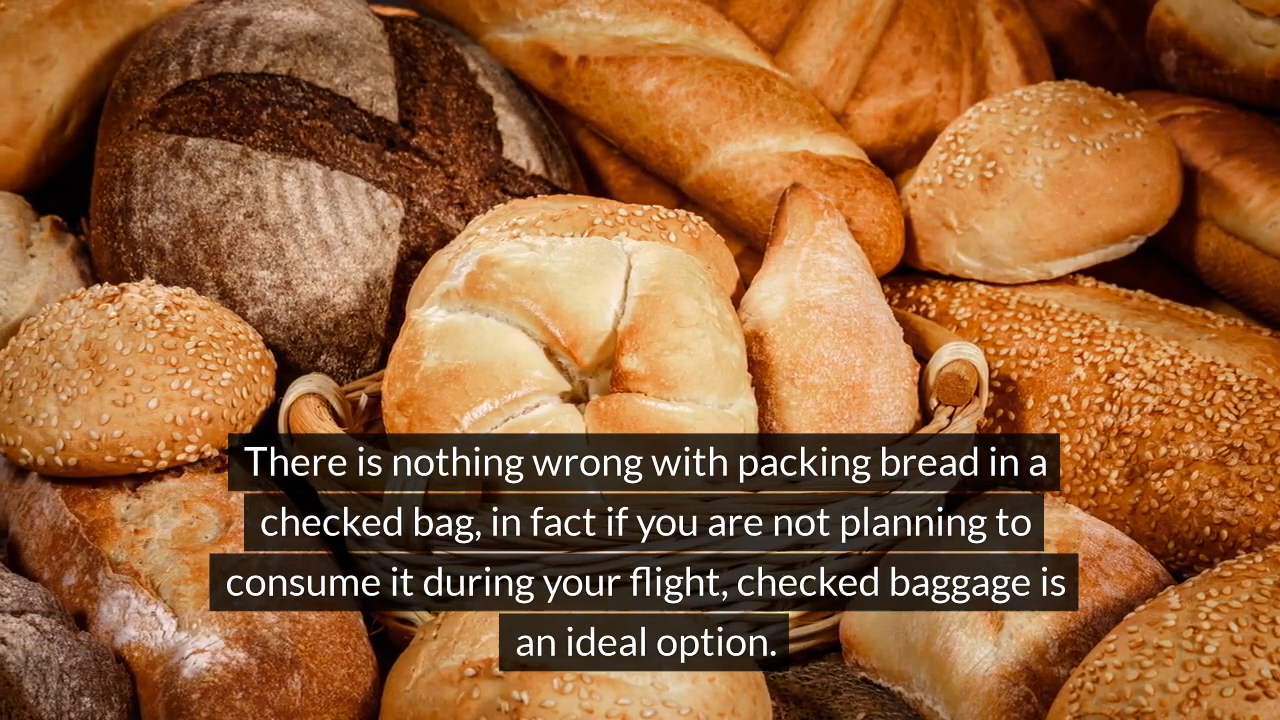 There is nothing wrong with packing bread in a
checked bag, in fact if you are not planning to
consume it during your flight, checked baggage is
an ideal option.